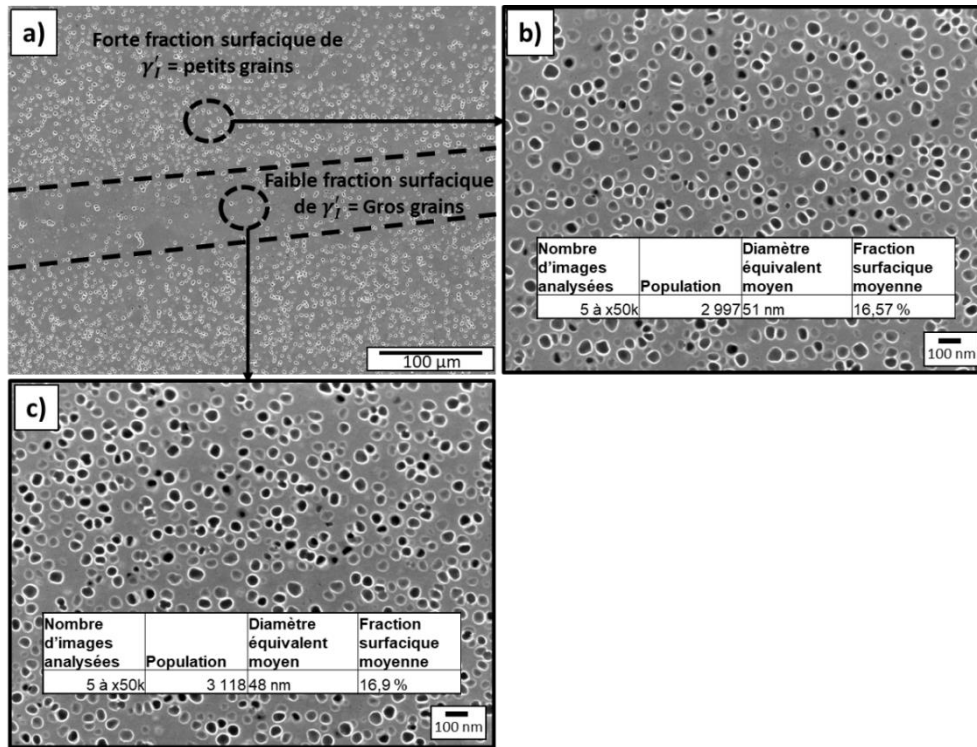 a)
Forte fraction surfacique de
γ'I = petits grains
Faible fraction surfacique
de γ'I = Gros grains
100 µm
b)
Nombre d'images analysées Population Diamètre équivalent moyen Fraction surfacique moyenne
5 à x50k 2 997 51 nm 16,57 %
100 nm
c)
Nombre d'images analysées Population Diamètre équivalent moyen Fraction surfacique moyenne
5 à x50k 3 118 48 nm 16,9 %
100 nm